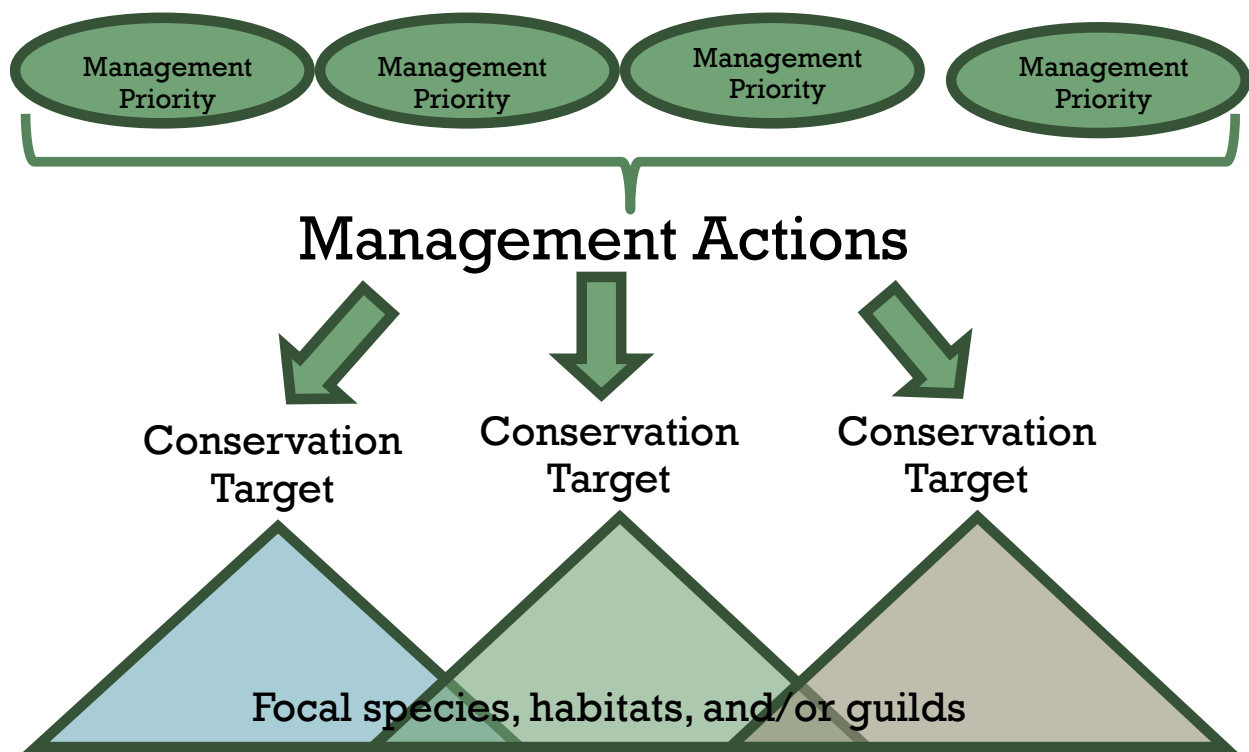 Management
Priority
Management
Priority
Management
Priority
Management
Priority
Management Actions
Conservation
Target
Conservation
Target
Conservation
Target
Focal species, habitats, and/or guilds